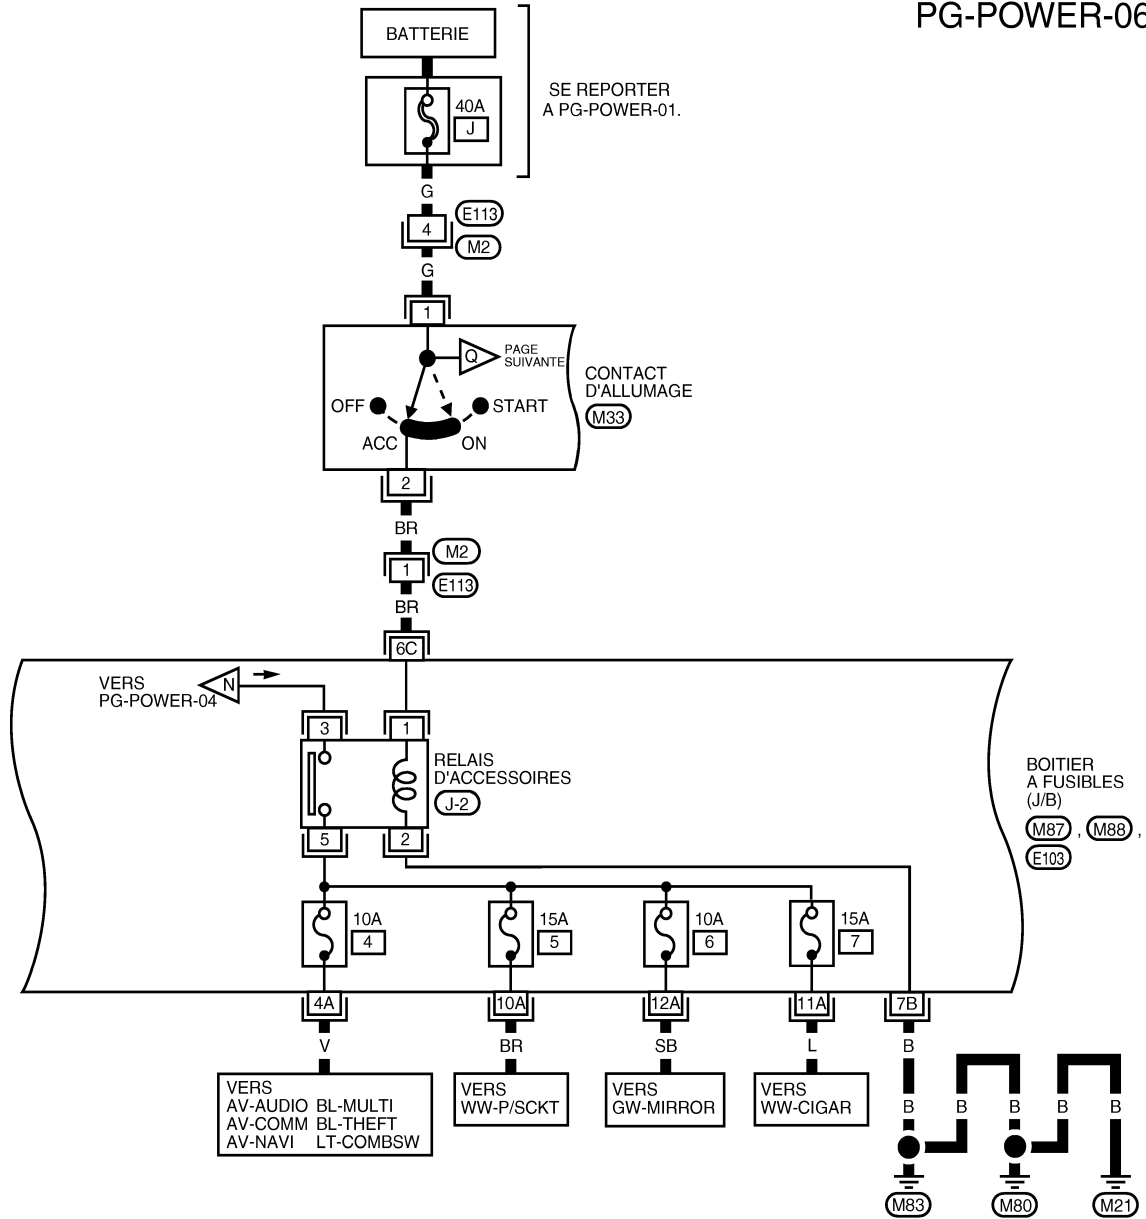 PG-POWER-06
BATTERIE
SE REPORTER
A PG-POWER-01.
40A
J
G
E113
4
M2
G
1
Q
PAGE
SUIVANTE
CONTACT
D'ALLUMAGE
M33
OFF
START
ACC
ON
2
BR
M2
1
E113
BR
6C
VERS
PG-POWER-04
N
3
1
RELAIS
D'ACCESSOIRES
J-2
BOITIER
A FUSIBLES
(J/B)
M87 , M88 ,
E103
5
2
10A
4
15A
5
10A
6
15A
7
4A
10A
12A
11A
7B
V
BR
SB
L
B
VERS
AV-AUDIO BL-MULTI
AV-COMM BL-THEFT
AV-NAVI LT-COMBSW
VERS
WW-P/SCKT
VERS
GW-MIRROR
VERS
WW-CIGAR
B
B
B
B
B
M83
M80
M21